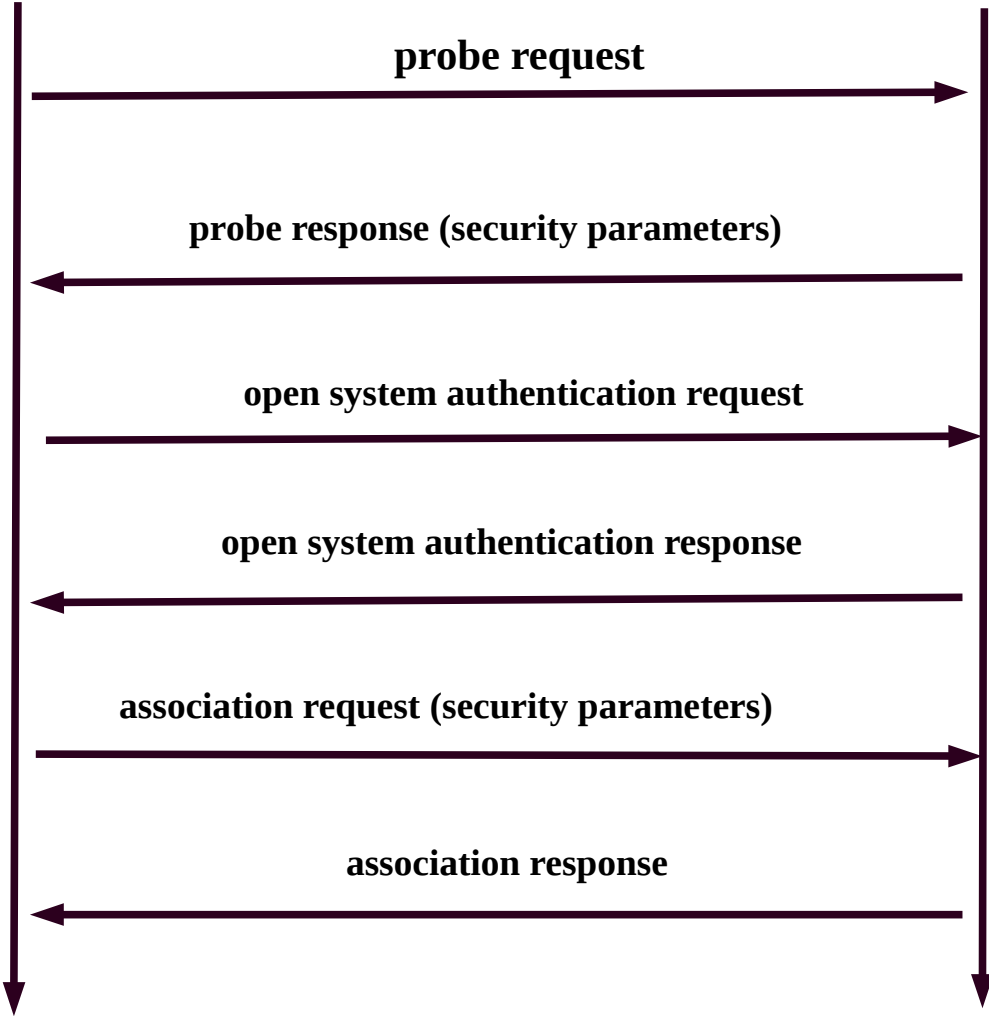 probe request
probe response (security parameters)
open system authentication request
open system authentication response
association request (security parameters)
association response